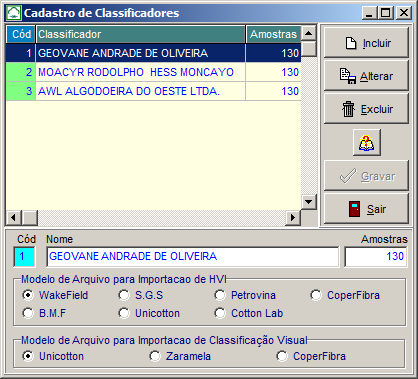 Cadastro de Classificadores
Cód Classificador Amostras
1 GEOVANE ANDRADE DE OLIVEIRA 130
2 MOACYR RODOLPHO HESS MONCAYO 130
3 AWL ALGODOEIRA DO OESTE LTDA. 130
Incluir
Alterar
Excluir
Gravar
Sair
Cód Nome Amostras
1 GEOVANE ANDRADE DE OLIVEIRA 130
Modelo de Arquivo para Importacao de HVI
WakeField S.G.S Petrovina CoperFibra
B.M.F Unicotton Cotton Lab
Modelo de Arquivo para Importacao de Classificação Visual
Unicotton Zaramela CoperFibra